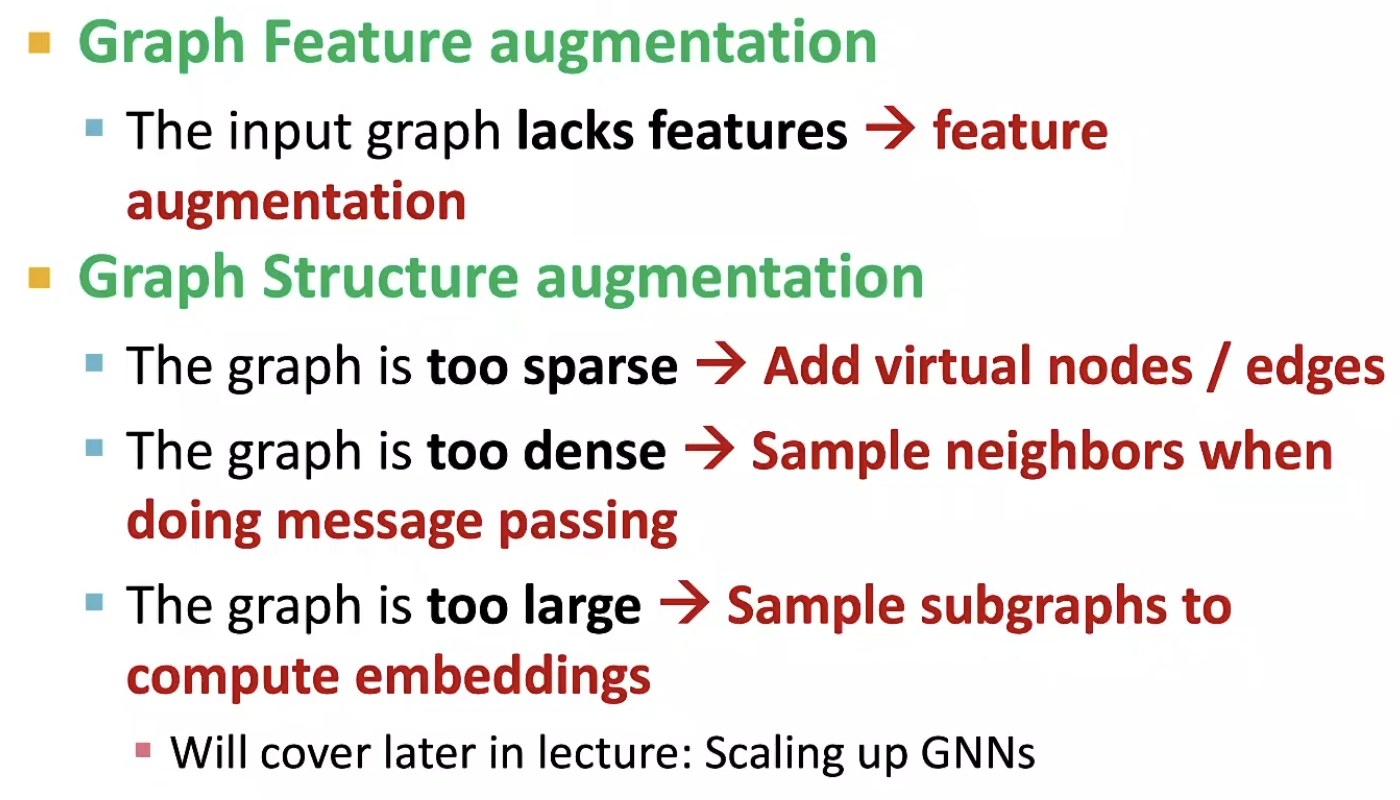 Graph Feature augmentation
The input graph lacks features → feature
augmentation
Graph Structure augmentation
The graph is too sparse → Add virtual nodes / edges
The graph is too dense → Sample neighbors when
doing message passing
The graph is too large → Sample subgraphs to
compute embeddings
Will cover later in lecture: Scaling up GNNs